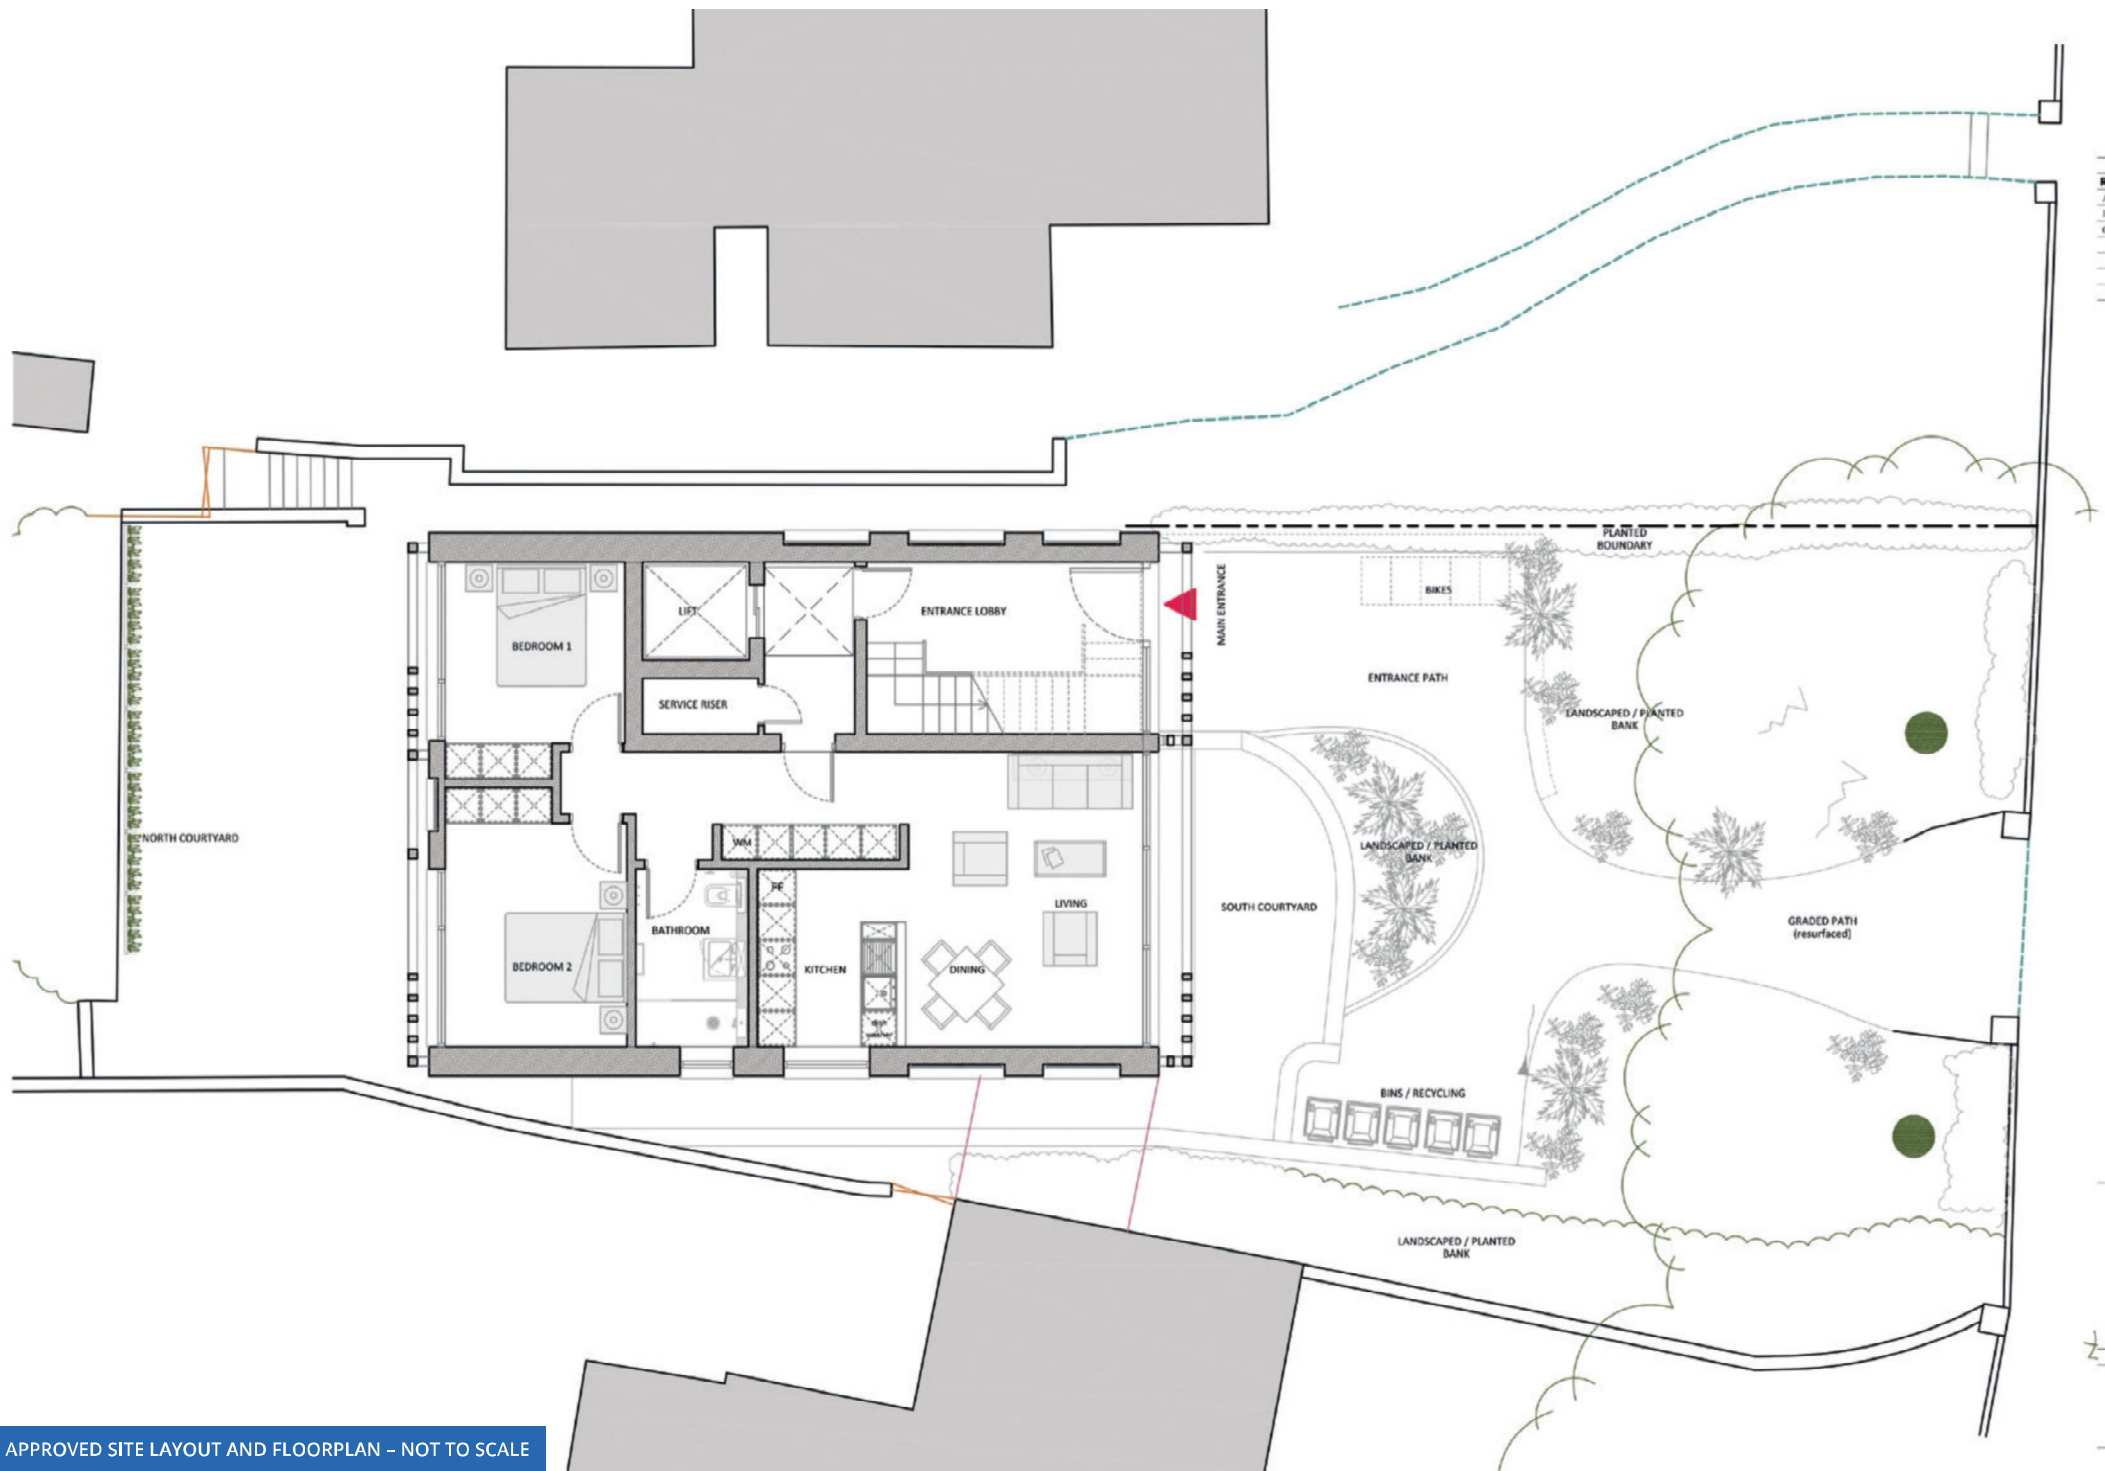 PLANTED
BOUNDARY
BIKES
MAIN ENTRANCE
LIFT
ENTRANCE LOBBY
BEDROOM 1
ENTRANCE PATH
SERVICE RISER
LANDSCAPED / PLANTED
BANK
NORTH COURTYARD
WM
LANDSCAPED / PLANTED
BANK
FF
LIVING
SOUTH COURTYARD
GRADED PATH
(resurfaced)
BATHROOM
BEDROOM 2
KITCHEN
DINING
BINS / RECYCLING
LANDSCAPED / PLANTED
BANK
APPROVED SITE LAYOUT AND FLOORPLAN – NOT TO SCALE